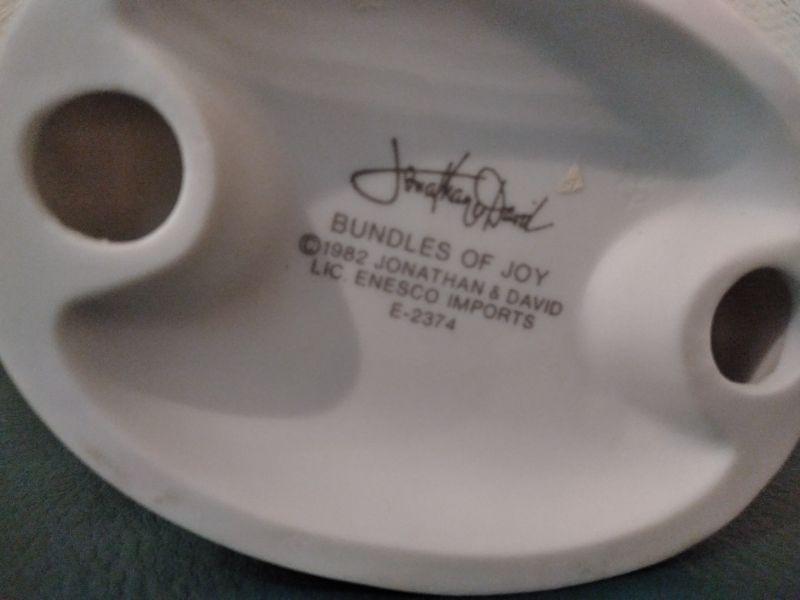 Jonathan & David
BUNDLES OF JOY
©1982 JONATHAN & DAVID
LIC. ENESCO IMPORTS
E-2374